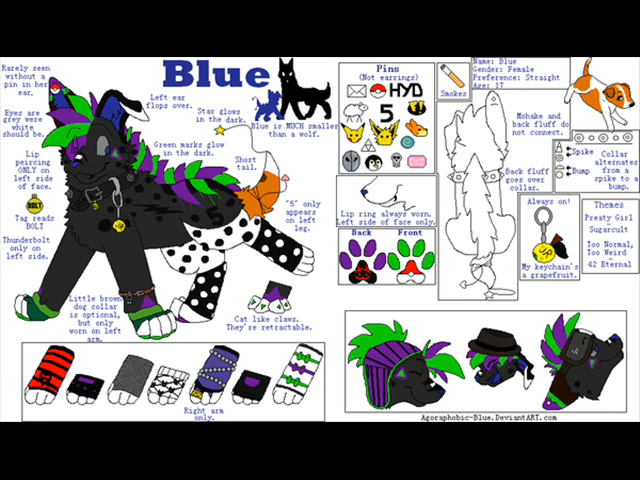 Rarely seen
without a
pin in her
ear.
Blue
Left ear
flops over.
Star glows
in the dark.
Blue is MUCH smaller
than a wolf.
Eyes are
grey were
white
should be.
Green marks glow
in the dark.
Short
tail.
Lip
peircing
ONLY on
left side
of face.
BOLT
Tag reads
BOLT
"5" only
appears
on left
leg.
5
Thunderbolt
only on
left side.
Little brown
dog collar
is optional,
but only
worn on left
arm.
Cat like claws.
They're retractable.
Right arm
only.
Pins
(Not earrings)
HYD
5
Smokes
Name: Blue
Gender: Female
Preference: Straight
Age: 17
Mohake and
back fluff do
not connect.
Back fluff
goes over
collar.
Spike
Bump
Collar
alternates
from a
spike to a
bump.
Lip ring always worn.
Left side of face only.
Back
Front
Always on!
My keychain's
a grapefruit.
Themes
Preaty Girl
-
Sugarcult
Too Normal,
Too Weird
-
42 Eternal
Agoraphobic-Blue.DeviantART.com